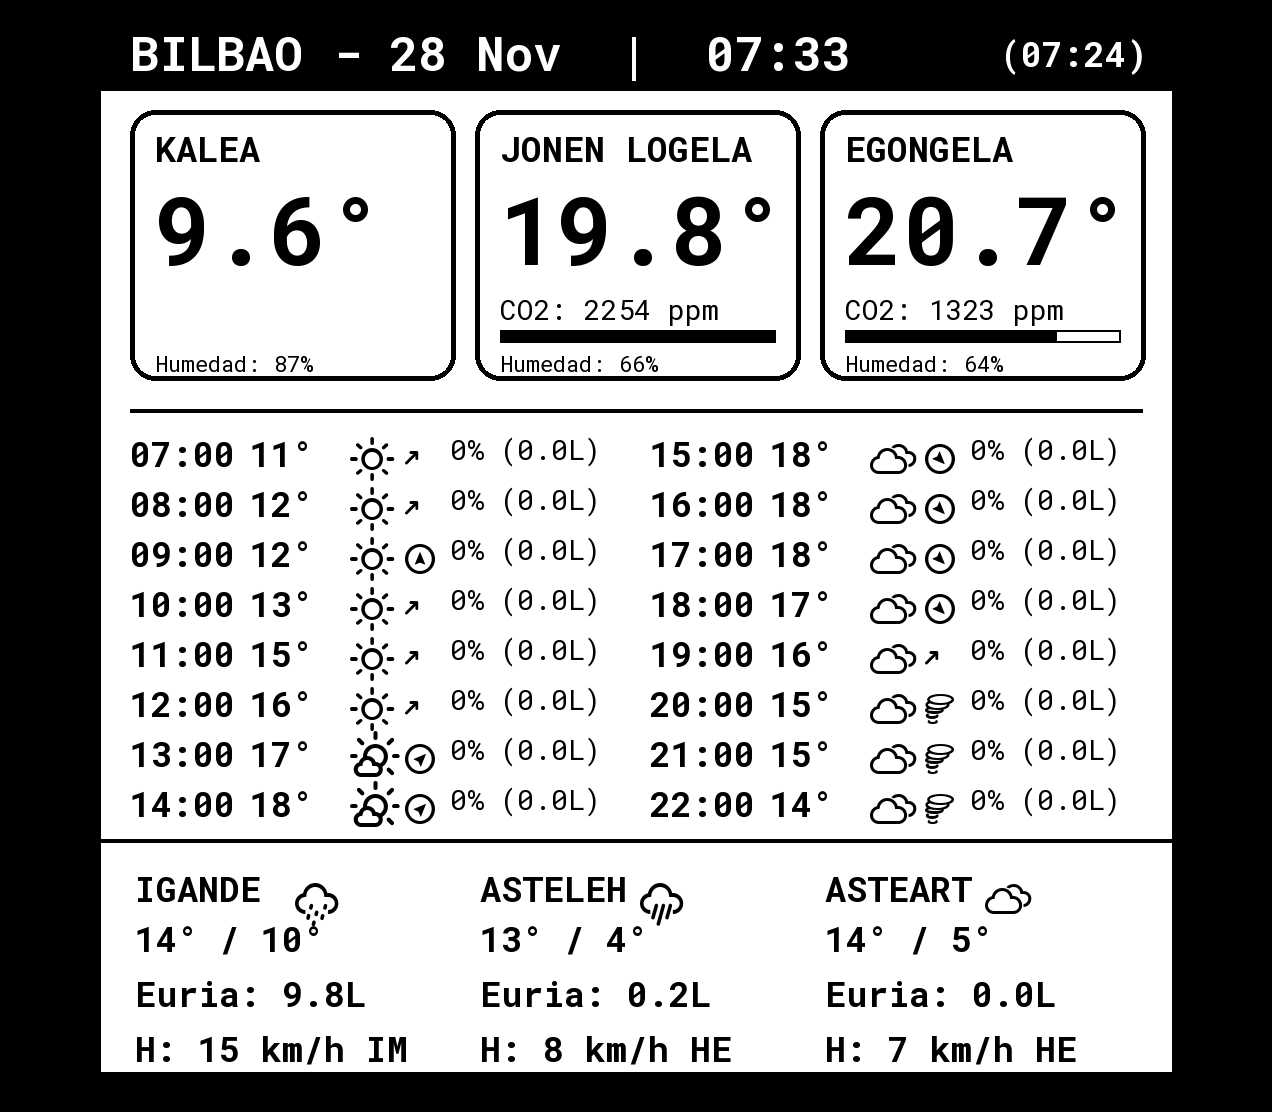 BILBAO - 28 Nov | 07:33 (07:24)
KALEA
9.6°
Humedad: 87%
JONEN LOGELA
19.8°
CO2: 2254 ppm
Humedad: 66%
EGONGELA
20.7°
CO2: 1323 ppm
Humedad: 64%
07:00 11° 0% (0.0L)
08:00 12° 0% (0.0L)
09:00 12° 0% (0.0L)
10:00 13° 0% (0.0L)
11:00 15° 0% (0.0L)
12:00 16° 0% (0.0L)
13:00 17° 0% (0.0L)
14:00 18° 0% (0.0L)
15:00 18° 0% (0.0L)
16:00 18° 0% (0.0L)
17:00 18° 0% (0.0L)
18:00 17° 0% (0.0L)
19:00 16° 0% (0.0L)
20:00 15° 0% (0.0L)
21:00 15° 0% (0.0L)
22:00 14° 0% (0.0L)
IGANDE
14° / 10°
Euria: 9.8L
H: 15 km/h IM
ASTELEH
13° / 4°
Euria: 0.2L
H: 8 km/h HE
ASTEART
14° / 5°
Euria: 0.0L
H: 7 km/h HE